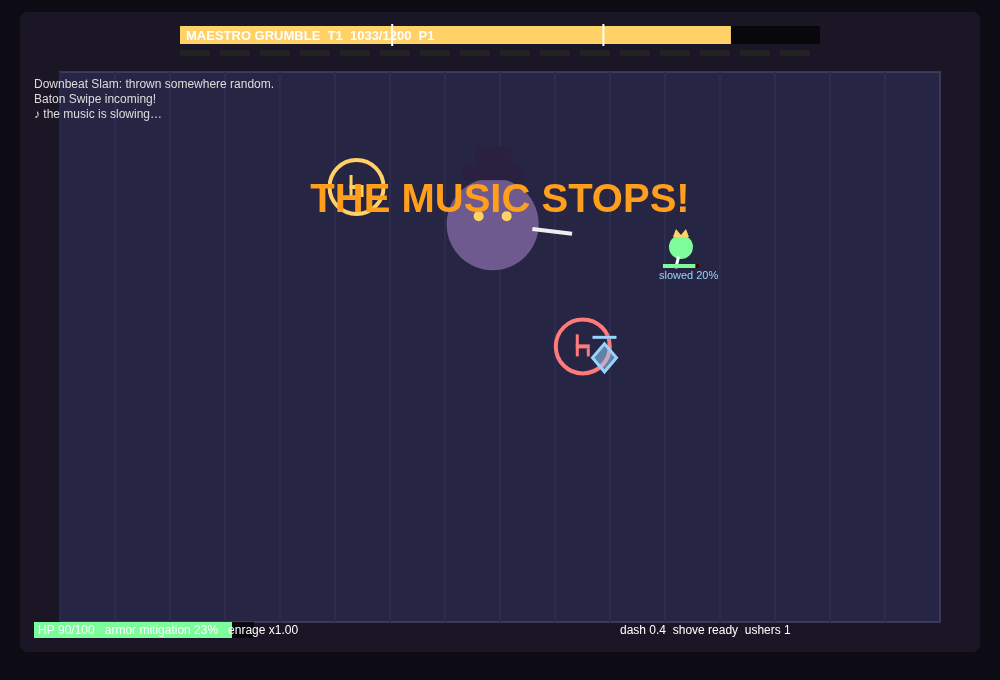 MAESTRO GRUMBLE T1 1033/1200 P1
Downbeat Slam: thrown somewhere random.
Baton Swipe incoming!
♪ the music is slowing…
THE MUSIC STOPS!
slowed 20%
HP 90/100 armor mitigation 23% enrage x1.00
dash 0.4 shove ready ushers 1